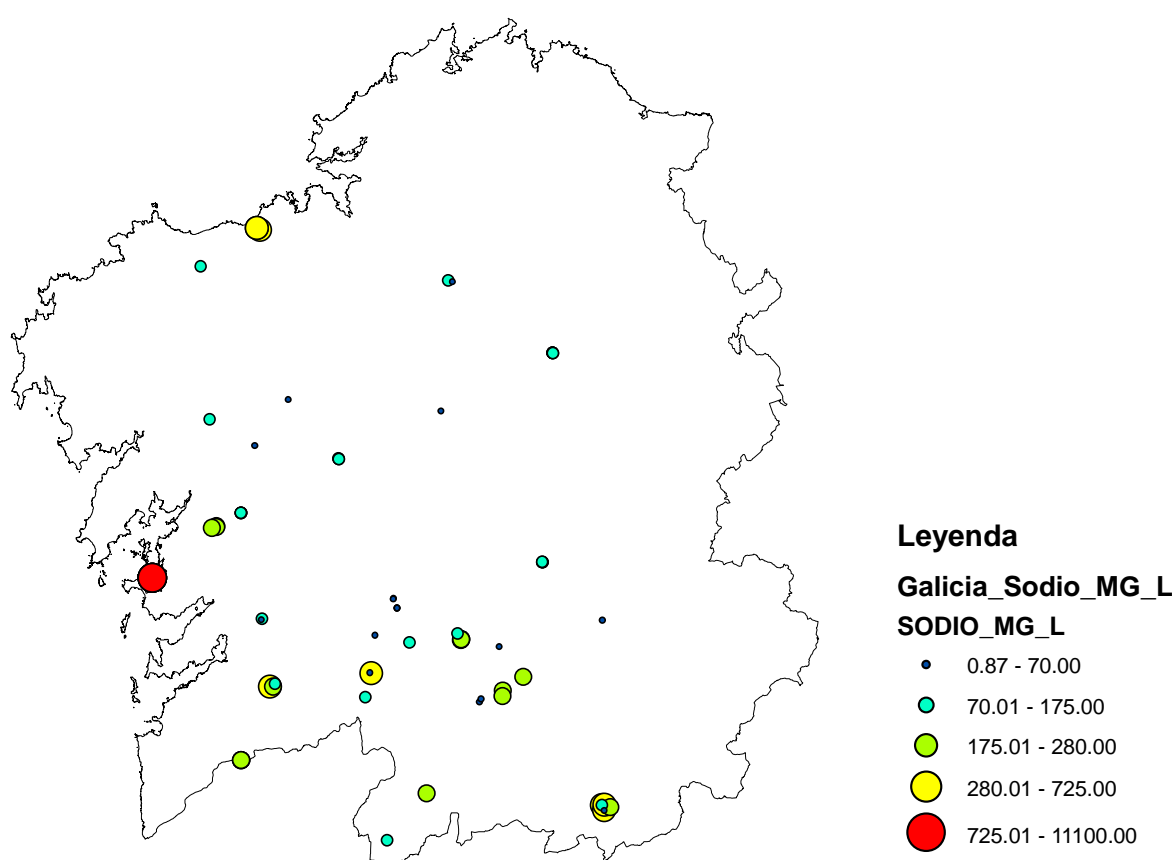 Leyenda
Galicia_Sodio_MG_L
SODIO_MG_L
0.87 - 70.00
70.01 - 175.00
175.01 - 280.00
280.01 - 725.00
725.01 - 11100.00